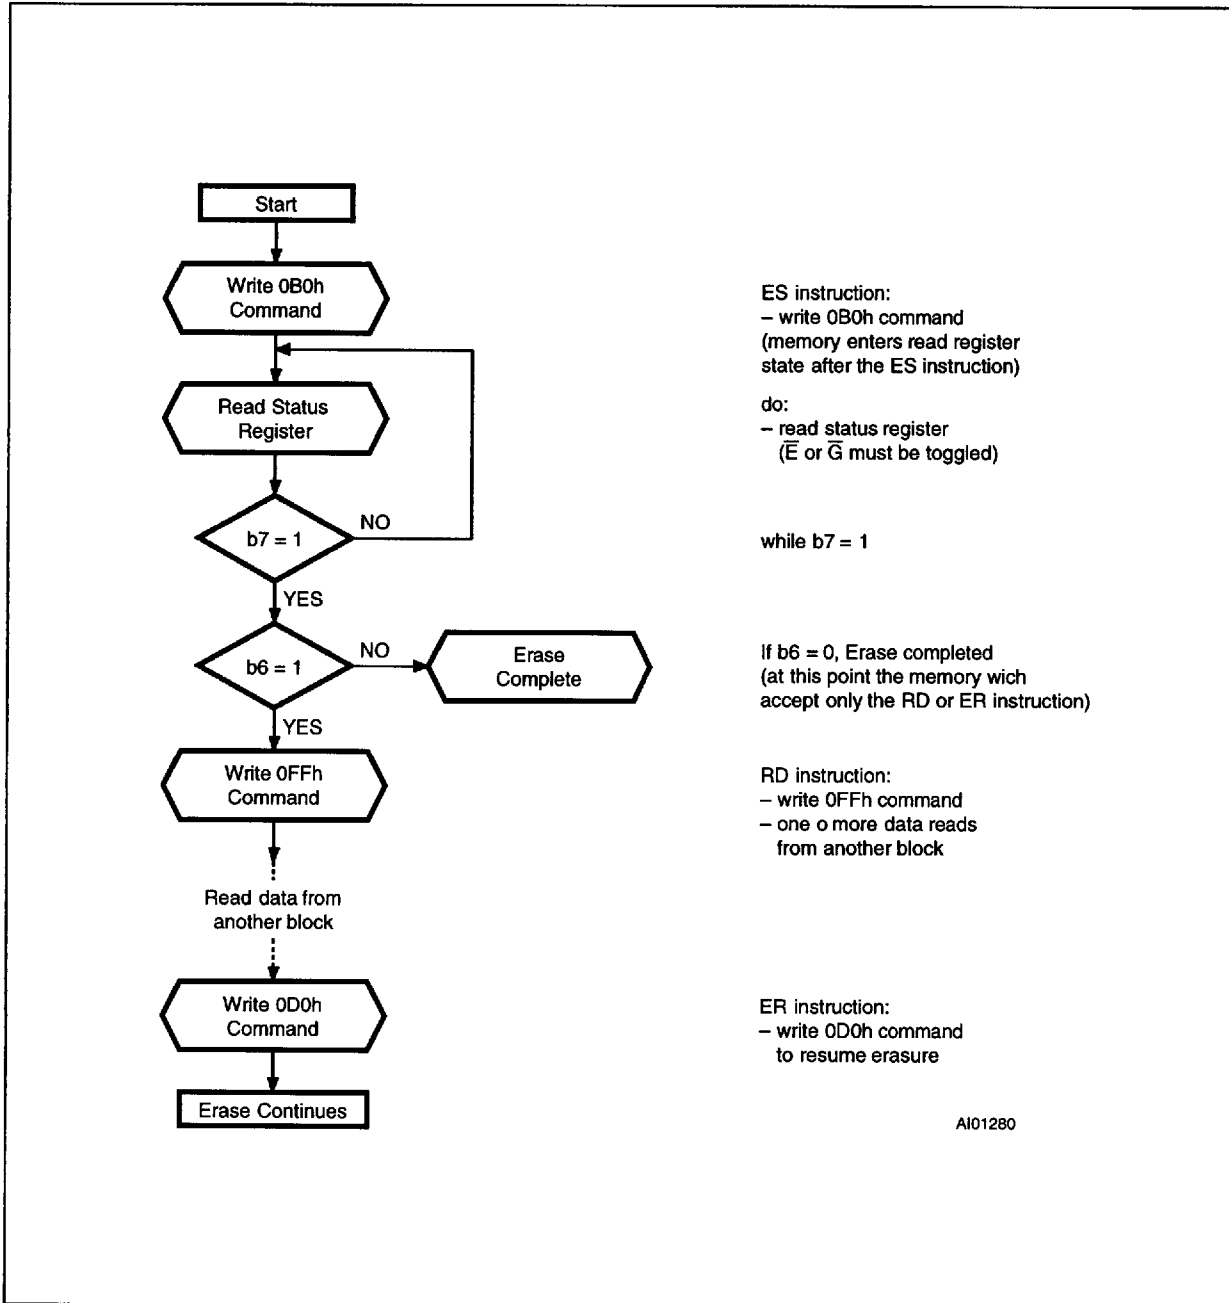 Start
Write 0B0h
Command
ES instruction:
– write 0B0h command
(memory enters read register
state after the ES instruction)
Read Status
Register
do:
– read status register
(E̅ or G̅ must be toggled)
b7 = 1
NO
while b7 = 1
YES
b6 = 1
NO
Erase
Complete
If b6 = 0, Erase completed
(at this point the memory wich
accept only the RD or ER instruction)
YES
Write 0FFh
Command
RD instruction:
– write 0FFh command
– one o more data reads
from another block
Read data from
another block
Write 0D0h
Command
ER instruction:
– write 0D0h command
to resume erasure
Erase Continues
AI01280